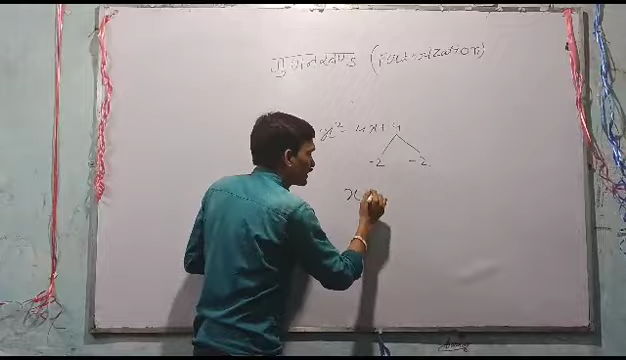 गुणनखण्ड (Factorization)
x² - 4x + 4
-2 -2
x